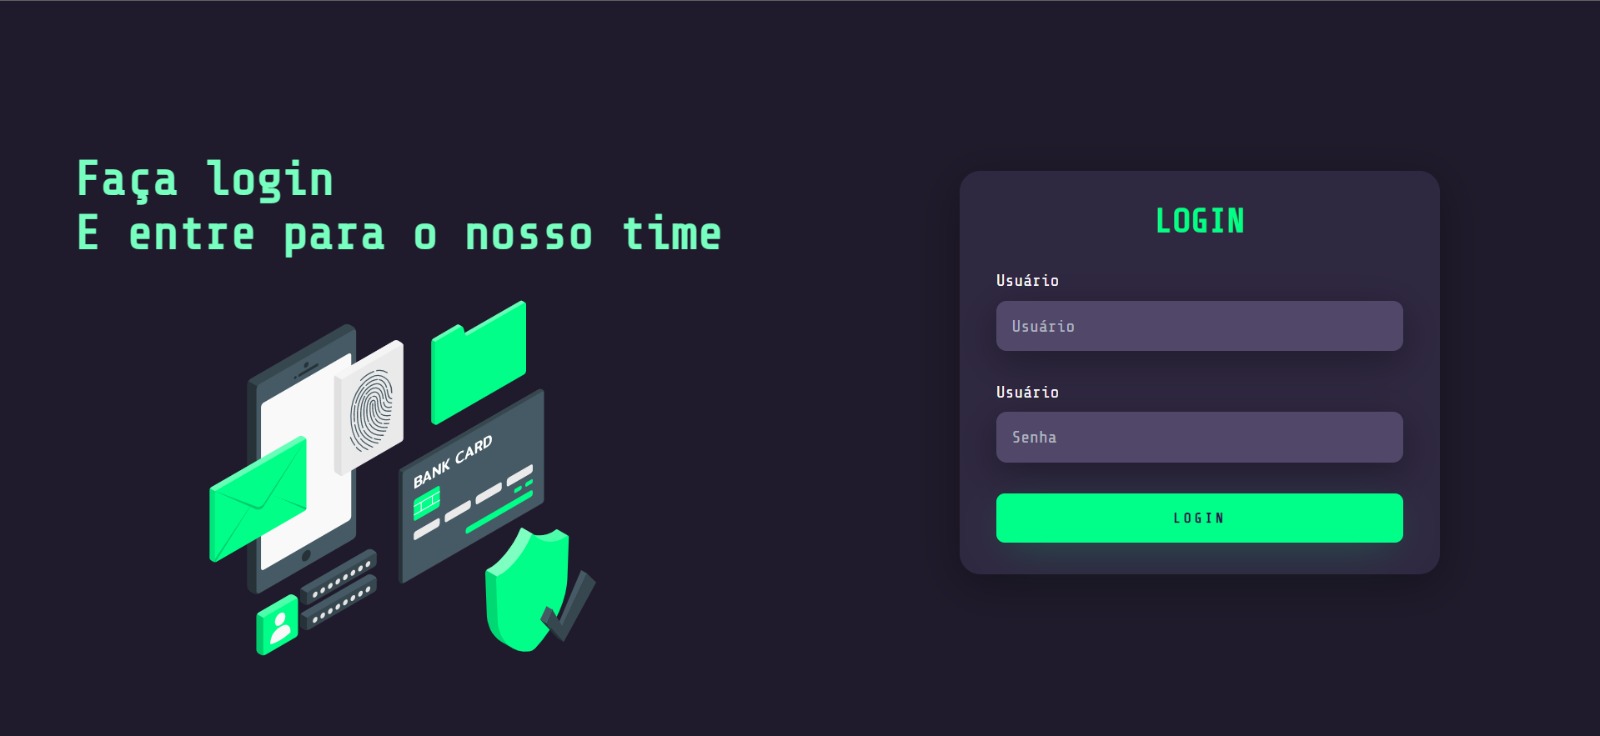 Faça login
E entre para o nosso time
BANK CARD
LOGIN
Usuário
Usuário
Usuário
Senha
LOGIN